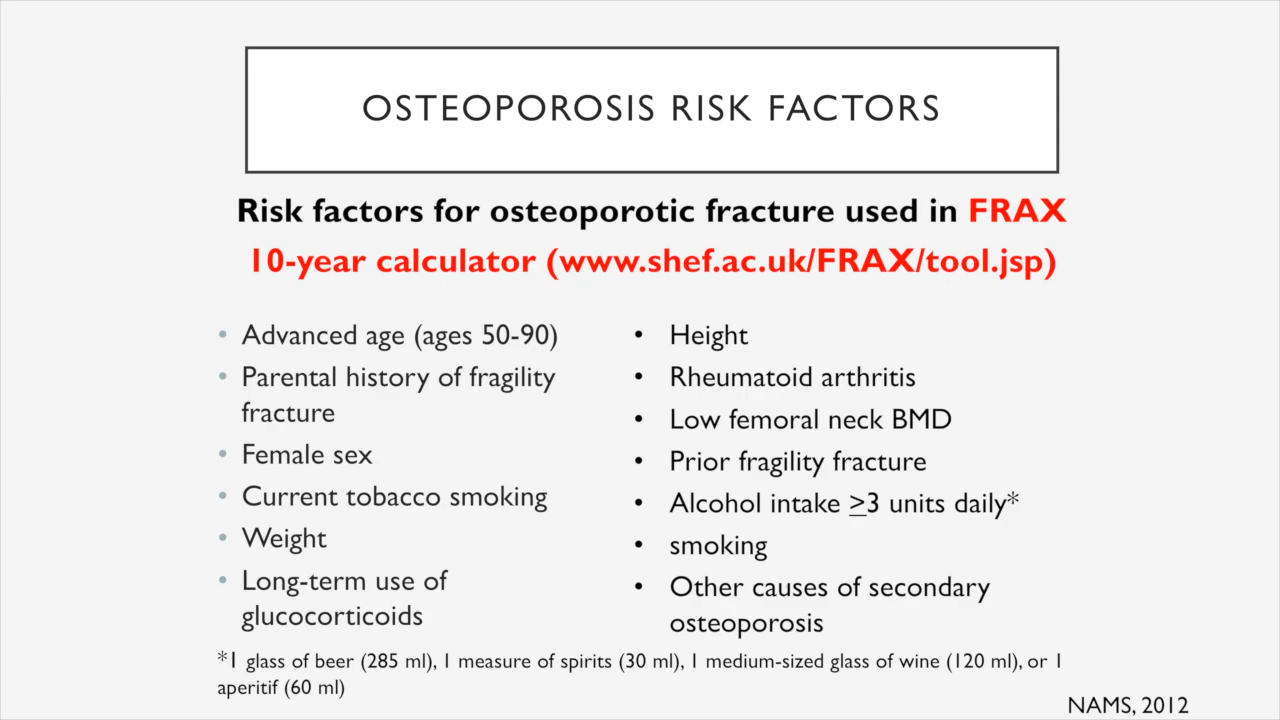 OSTEOPOROSIS RISK FACTORS
Risk factors for osteoporotic fracture used in FRAX
10-year calculator (www.shef.ac.uk/FRAX/tool.jsp)
• Advanced age (ages 50-90)
• Parental history of fragility
fracture
• Female sex
• Current tobacco smoking
• Weight
• Long-term use of
glucocorticoids
• Height
• Rheumatoid arthritis
• Low femoral neck BMD
• Prior fragility fracture
• Alcohol intake ≥3 units daily*
• smoking
• Other causes of secondary
osteoporosis
*1 glass of beer (285 ml), 1 measure of spirits (30 ml), 1 medium-sized glass of wine (120 ml), or 1
aperitif (60 ml)
NAMS, 2012